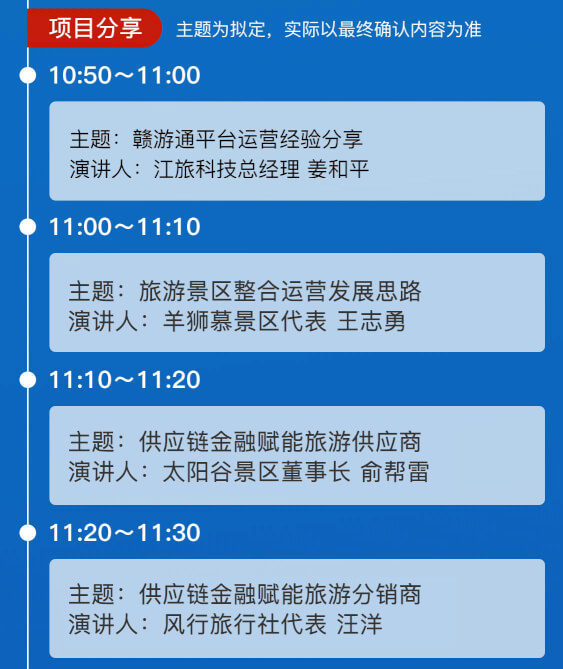 项目分享 主题为拟定，实际以最终确认内容为准
10:50～11:00
主题：赣游通平台运营经验分享
演讲人：江旅科技总经理 姜和平
11:00～11:10
主题：旅游景区整合运营发展思路
演讲人：羊狮慕景区代表 王志勇
11:10～11:20
主题：供应链金融赋能旅游供应商
演讲人：太阳谷景区董事长 俞帮雷
11:20～11:30
主题：供应链金融赋能旅游分销商
演讲人：风行旅行社代表 汪洋